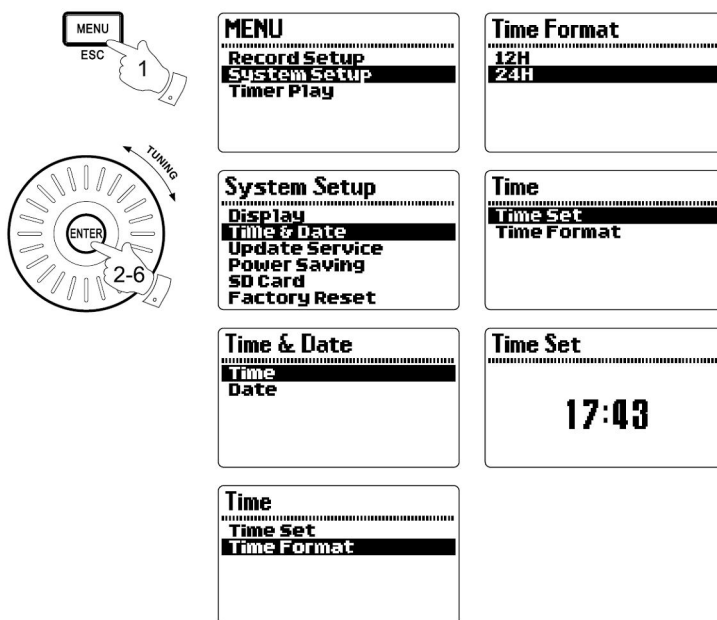 MENU
ESC
1
TUNING
ENTER
2-6
MENU
Record Setup
System Setup
Timer Play
System Setup
Display
Time & Date
Update Service
Power Saving
SD Card
Factory Reset
Time & Date
Time
Date
Time
Time Set
Time Format
Time Format
12H
24H
Time
Time Set
Time Format
Time Set
17:43